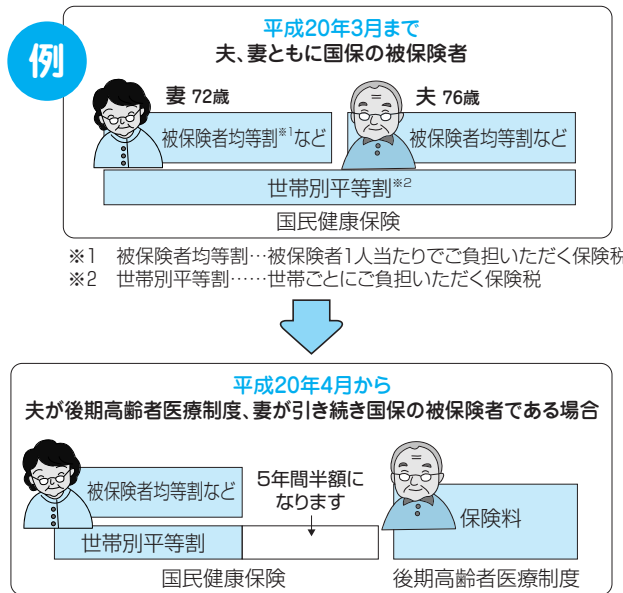 例
平成20年3月まで
夫、妻ともに国保の被保険者
妻 72歳
夫 76歳
被保険者均等割※1など
被保険者均等割など
世帯別平等割※2
国民健康保険
※1 被保険者均等割…被保険者1人当たりでご負担いただく保険税
※2 世帯別平等割……世帯ごとにご負担いただく保険税
平成20年4月から
夫が後期高齢者医療制度、妻が引き続き国保の被保険者である場合
被保険者均等割など
5年間半額に
なります
保険料
世帯別平等割
国民健康保険
後期高齢者医療制度